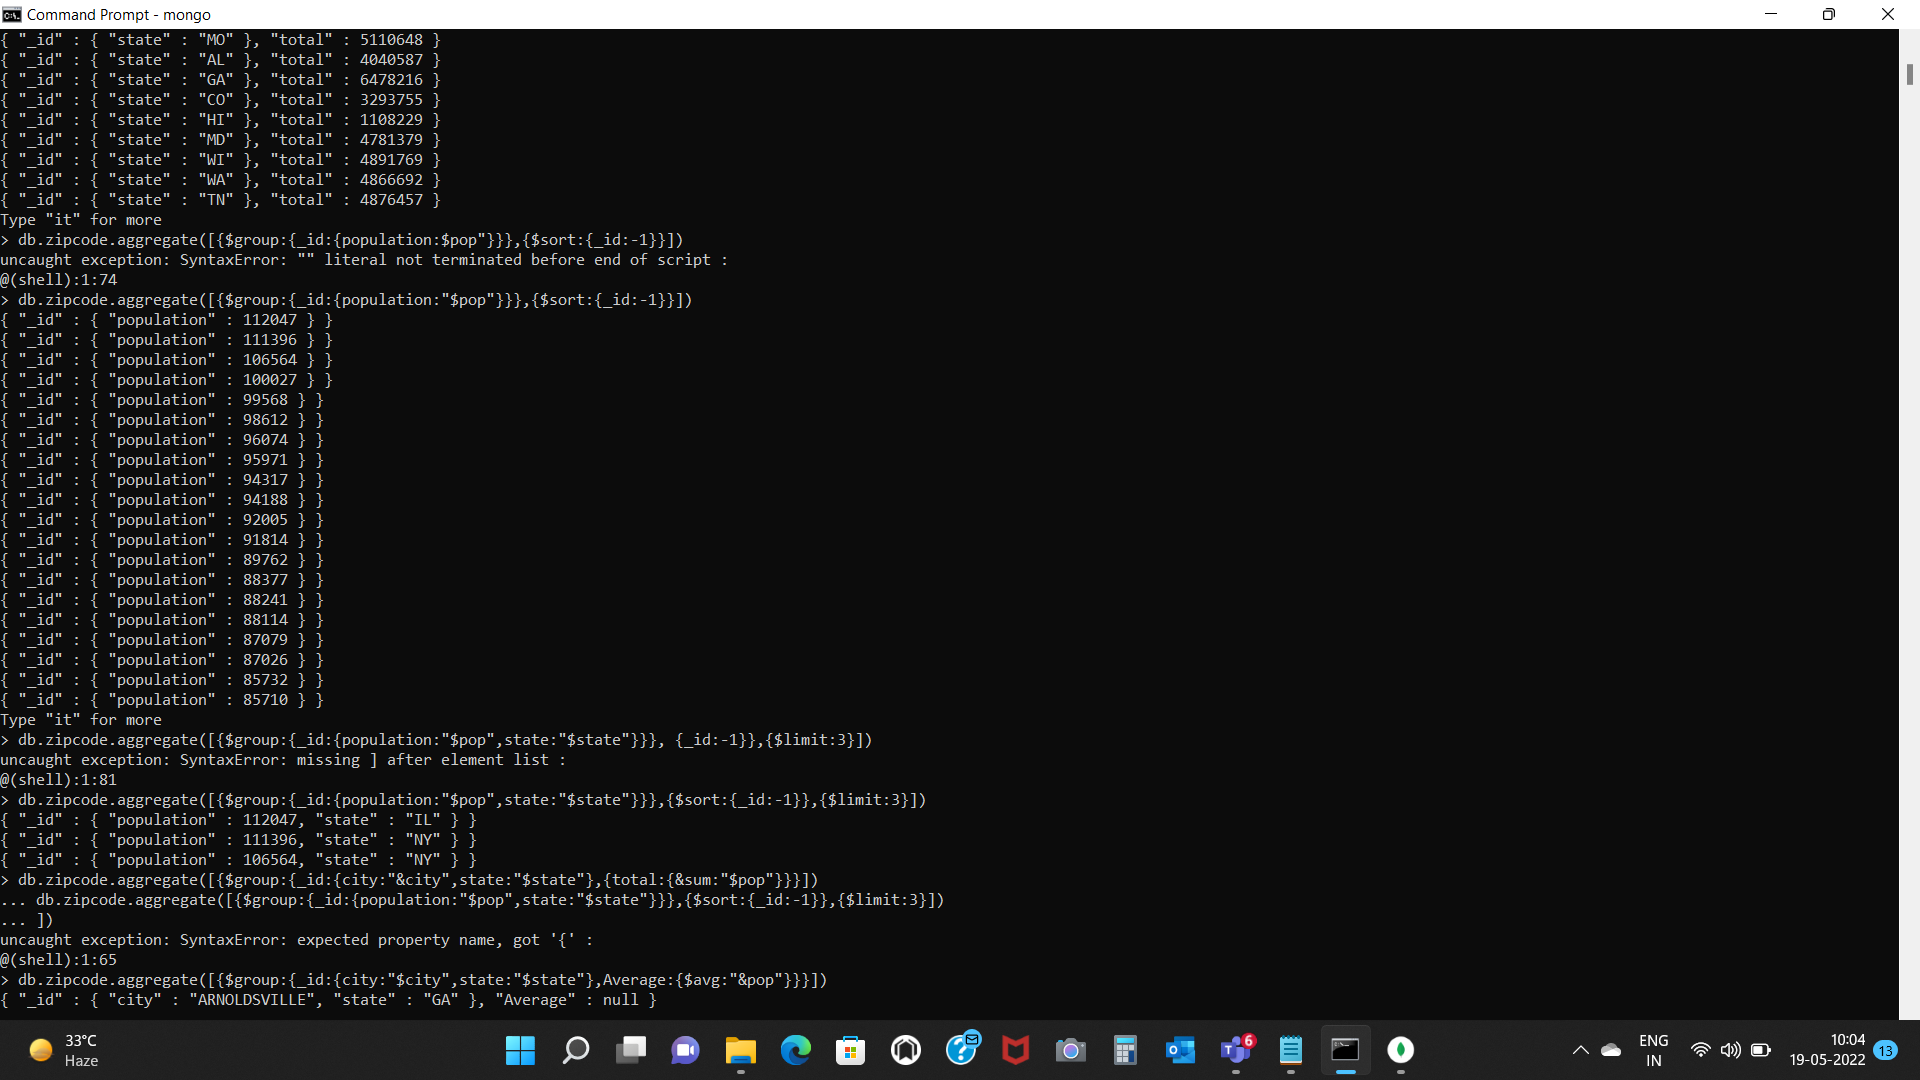 Command Prompt - mongo
{ "_id" : { "state" : "MO" }, "total" : 5110648 }
{ "_id" : { "state" : "AL" }, "total" : 4040587 }
{ "_id" : { "state" : "GA" }, "total" : 6478216 }
{ "_id" : { "state" : "CO" }, "total" : 3293755 }
{ "_id" : { "state" : "HI" }, "total" : 1108229 }
{ "_id" : { "state" : "MD" }, "total" : 4781379 }
{ "_id" : { "state" : "WI" }, "total" : 4891769 }
{ "_id" : { "state" : "WA" }, "total" : 4866692 }
{ "_id" : { "state" : "TN" }, "total" : 4876457 }
Type "it" for more
> db.zipcode.aggregate([{$group:{_id:{population:$pop"}}},{$sort:{_id:-1}}])
uncaught exception: SyntaxError: "" literal not terminated before end of script :
@(shell):1:74
> db.zipcode.aggregate([{$group:{_id:{population:"$pop"}}},{$sort:{_id:-1}}])
{ "_id" : { "population" : 112047 } }
{ "_id" : { "population" : 111396 } }
{ "_id" : { "population" : 106564 } }
{ "_id" : { "population" : 100027 } }
{ "_id" : { "population" : 99568 } }
{ "_id" : { "population" : 98612 } }
{ "_id" : { "population" : 96074 } }
{ "_id" : { "population" : 95971 } }
{ "_id" : { "population" : 94317 } }
{ "_id" : { "population" : 94188 } }
{ "_id" : { "population" : 92005 } }
{ "_id" : { "population" : 91814 } }
{ "_id" : { "population" : 89762 } }
{ "_id" : { "population" : 88377 } }
{ "_id" : { "population" : 88241 } }
{ "_id" : { "population" : 88114 } }
{ "_id" : { "population" : 87079 } }
{ "_id" : { "population" : 87026 } }
{ "_id" : { "population" : 85732 } }
{ "_id" : { "population" : 85710 } }
Type "it" for more
> db.zipcode.aggregate([{$group:{_id:{population:"$pop",state:"$state"}}}, {_id:-1}},{$limit:3}])
uncaught exception: SyntaxError: missing ] after element list :
@(shell):1:81
> db.zipcode.aggregate([{$group:{_id:{population:"$pop",state:"$state"}}},{$sort:{_id:-1}},{$limit:3}])
{ "_id" : { "population" : 112047, "state" : "IL" } }
{ "_id" : { "population" : 111396, "state" : "NY" } }
{ "_id" : { "population" : 106564, "state" : "NY" } }
> db.zipcode.aggregate([{$group:{_id:{city:"&city",state:"$state"},{total:{&sum:"$pop"}}}])
... db.zipcode.aggregate([{$group:{_id:{population:"$pop",state:"$state"}}},{$sort:{_id:-1}},{$limit:3}])
... ])
uncaught exception: SyntaxError: expected property name, got '{' :
@(shell):1:65
> db.zipcode.aggregate([{$group:{_id:{city:"$city",state:"$state"},Average:{$avg:"&pop"}}}])
{ "_id" : { "city" : "ARNOLDSVILLE", "state" : "GA" }, "Average" : null }
33°C
Haze
6
ENG
IN
10:04
19-05-2022
13